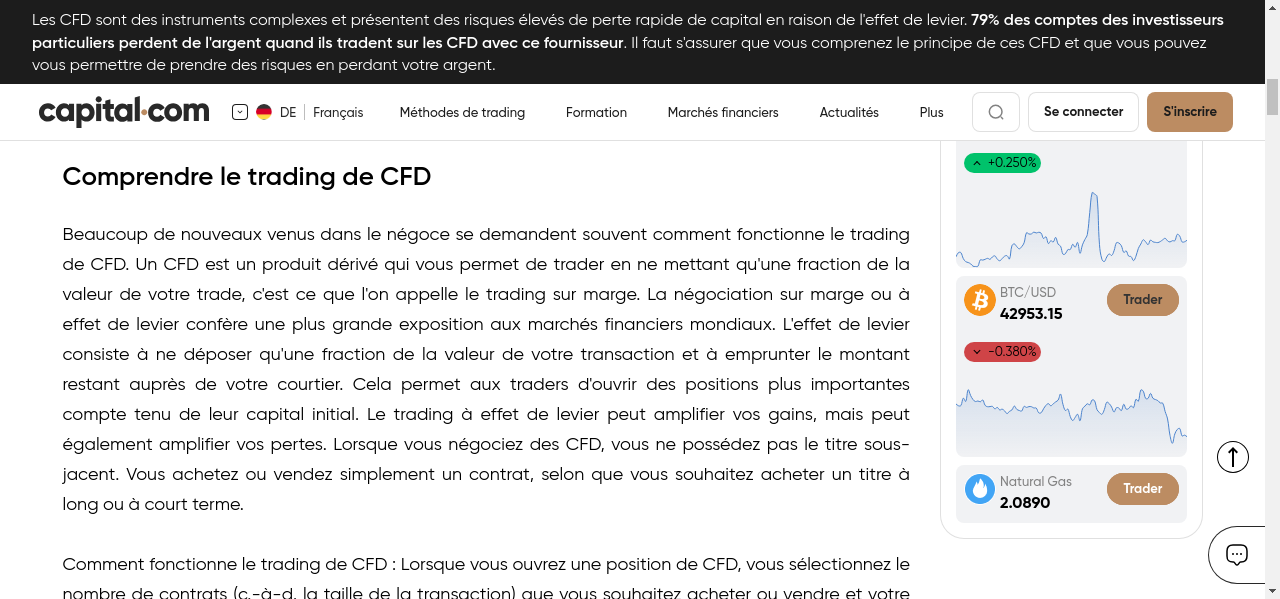 Les CFD sont des instruments complexes et présentent des risques élevés de perte rapide de capital en raison de l'effet de levier. 79% des comptes des investisseurs
particuliers perdent de l'argent quand ils tradent sur les CFD avec ce fournisseur. Il faut s'assurer que vous comprenez le principe de ces CFD et que vous pouvez
vous permettre de prendre des risques en perdant votre argent.
capital.com DE Français Méthodes de trading Formation Marchés financiers Actualités Plus Se connecter S'inscrire
Comprendre le trading de CFD
Beaucoup de nouveaux venus dans le négoce se demandent souvent comment fonctionne le trading
de CFD. Un CFD est un produit dérivé qui vous permet de trader en ne mettant qu'une fraction de la
valeur de votre trade, c'est ce que l'on appelle le trading sur marge. La négociation sur marge ou à
effet de levier confère une plus grande exposition aux marchés financiers mondiaux. L'effet de levier
consiste à ne déposer qu'une fraction de la valeur de votre transaction et à emprunter le montant
restant auprès de votre courtier. Cela permet aux traders d'ouvrir des positions plus importantes
compte tenu de leur capital initial. Le trading à effet de levier peut amplifier vos gains, mais peut
également amplifier vos pertes. Lorsque vous négociez des CFD, vous ne possédez pas le titre sous-
jacent. Vous achetez ou vendez simplement un contrat, selon que vous souhaitez acheter un titre à
long ou à court terme.
Comment fonctionne le trading de CFD : Lorsque vous ouvrez une position de CFD, vous sélectionnez le
nombre de contrats (c.-à-d. la taille de la transaction) que vous souhaitez acheter ou vendre et votre
+0.250%
BTC/USD
42953.15
Trader
-0.380%
Natural Gas
2.0890
Trader